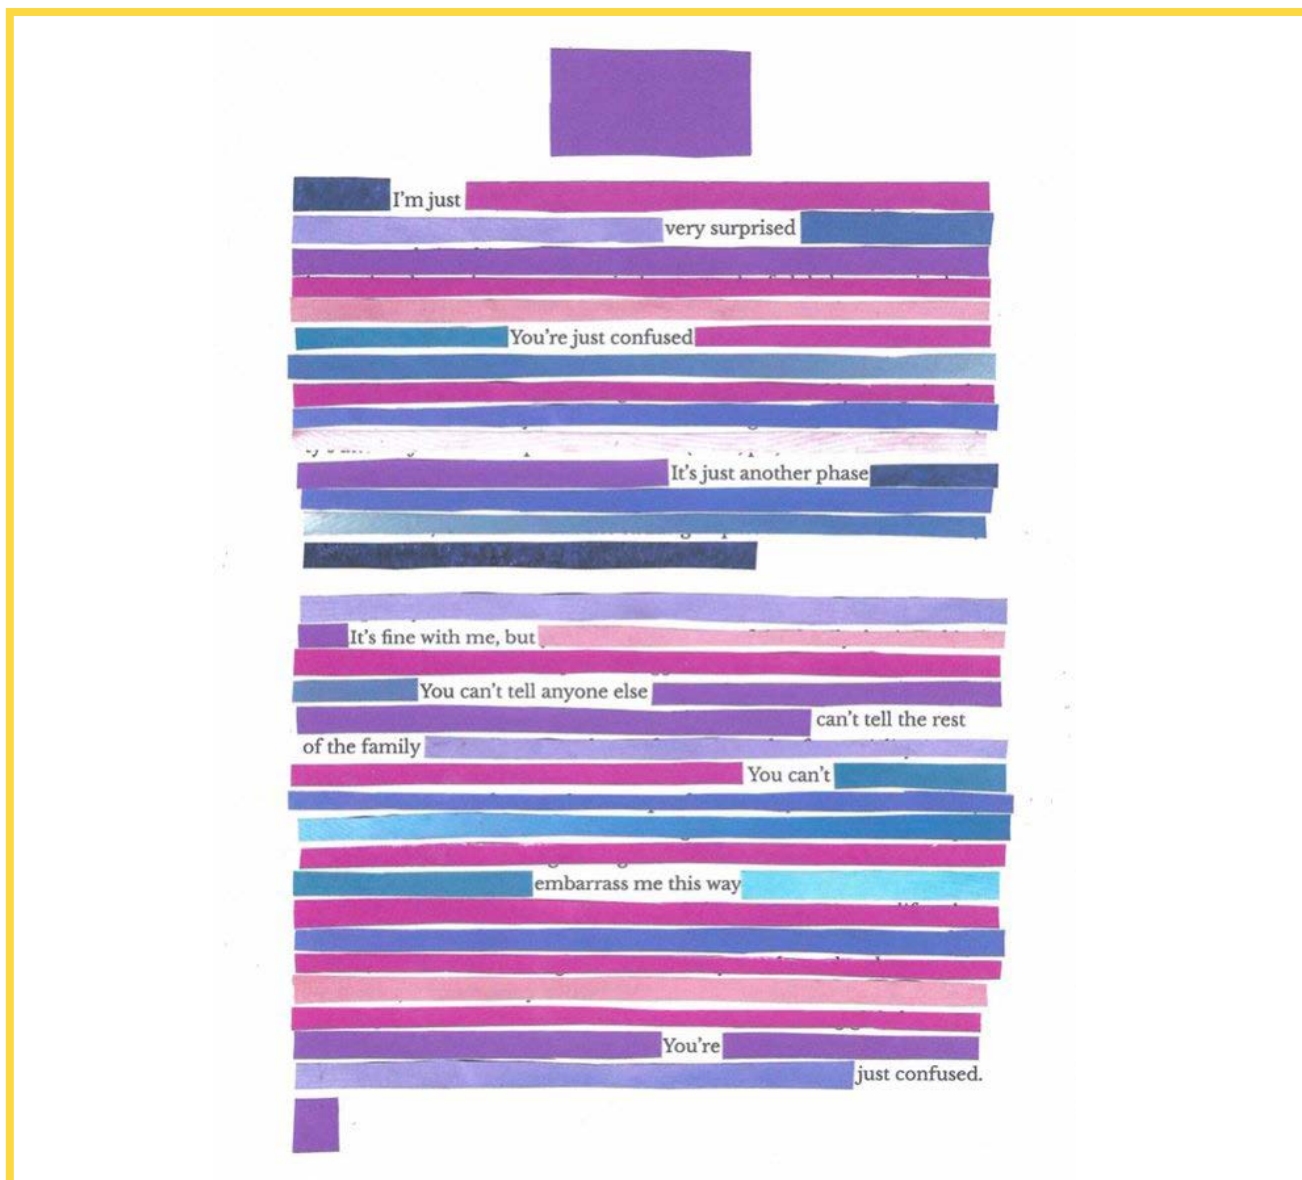 I'm just
very surprised
You're just confused
It's just another phase
It's fine with me, but
You can't tell anyone else
can't tell the rest
of the family
You can't
embarrass me this way
You're
just confused.